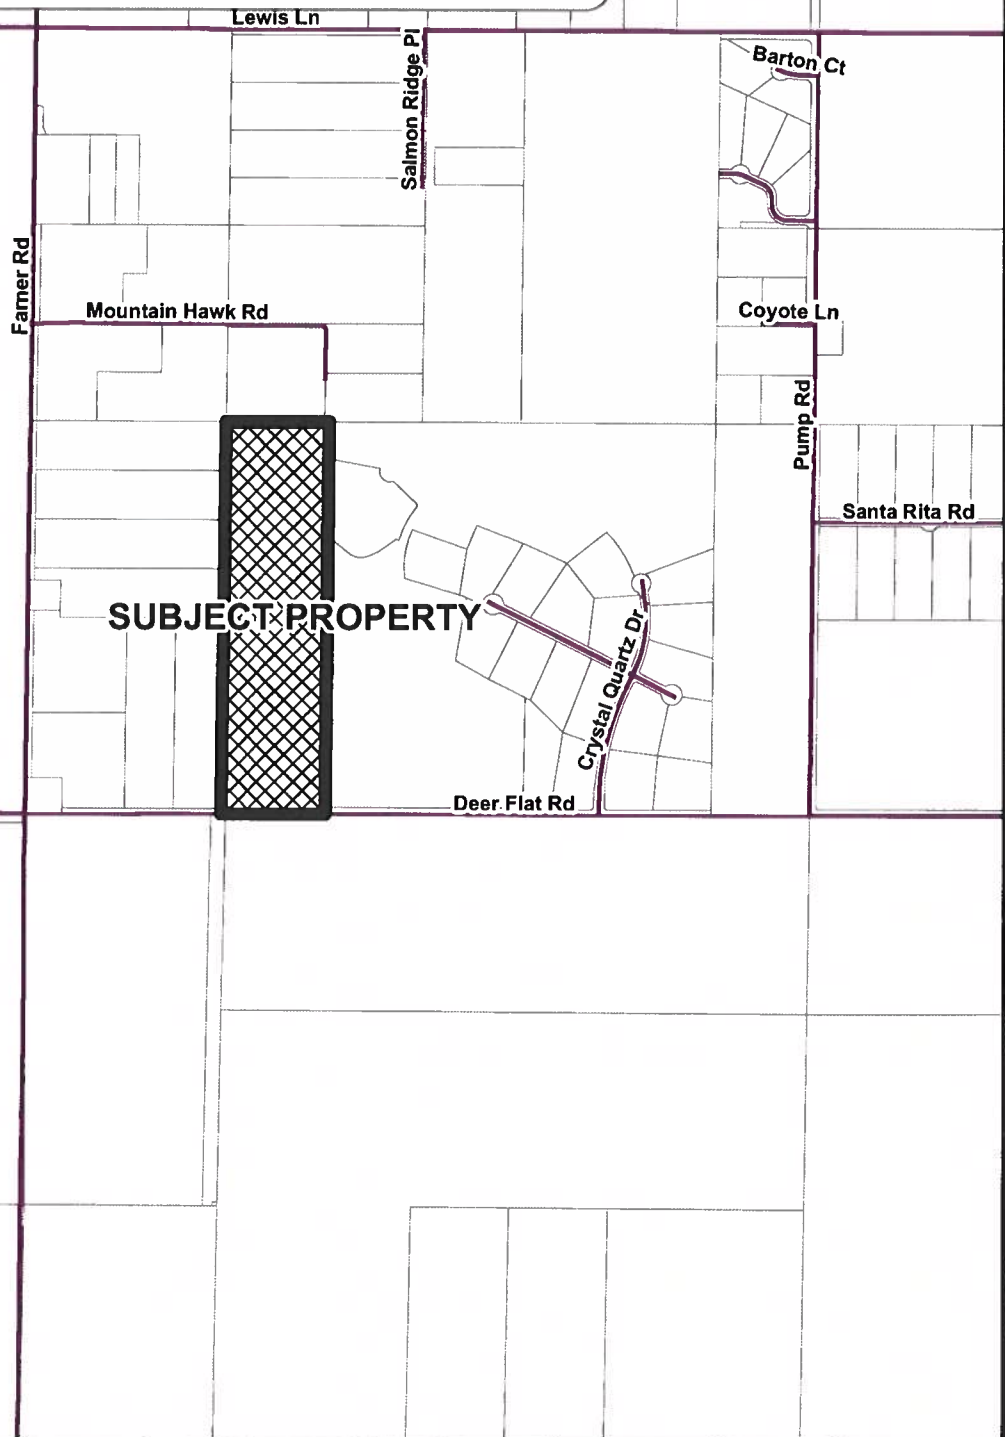 Lewis Ln
Salmon Ridge Pl
Barton Ct
Farner Rd
Mountain Hawk Rd
Coyote Ln
Pump Rd
Santa Rita Rd
SUBJECT PROPERTY
Crystal Quartz Dr
Deer Flat Rd